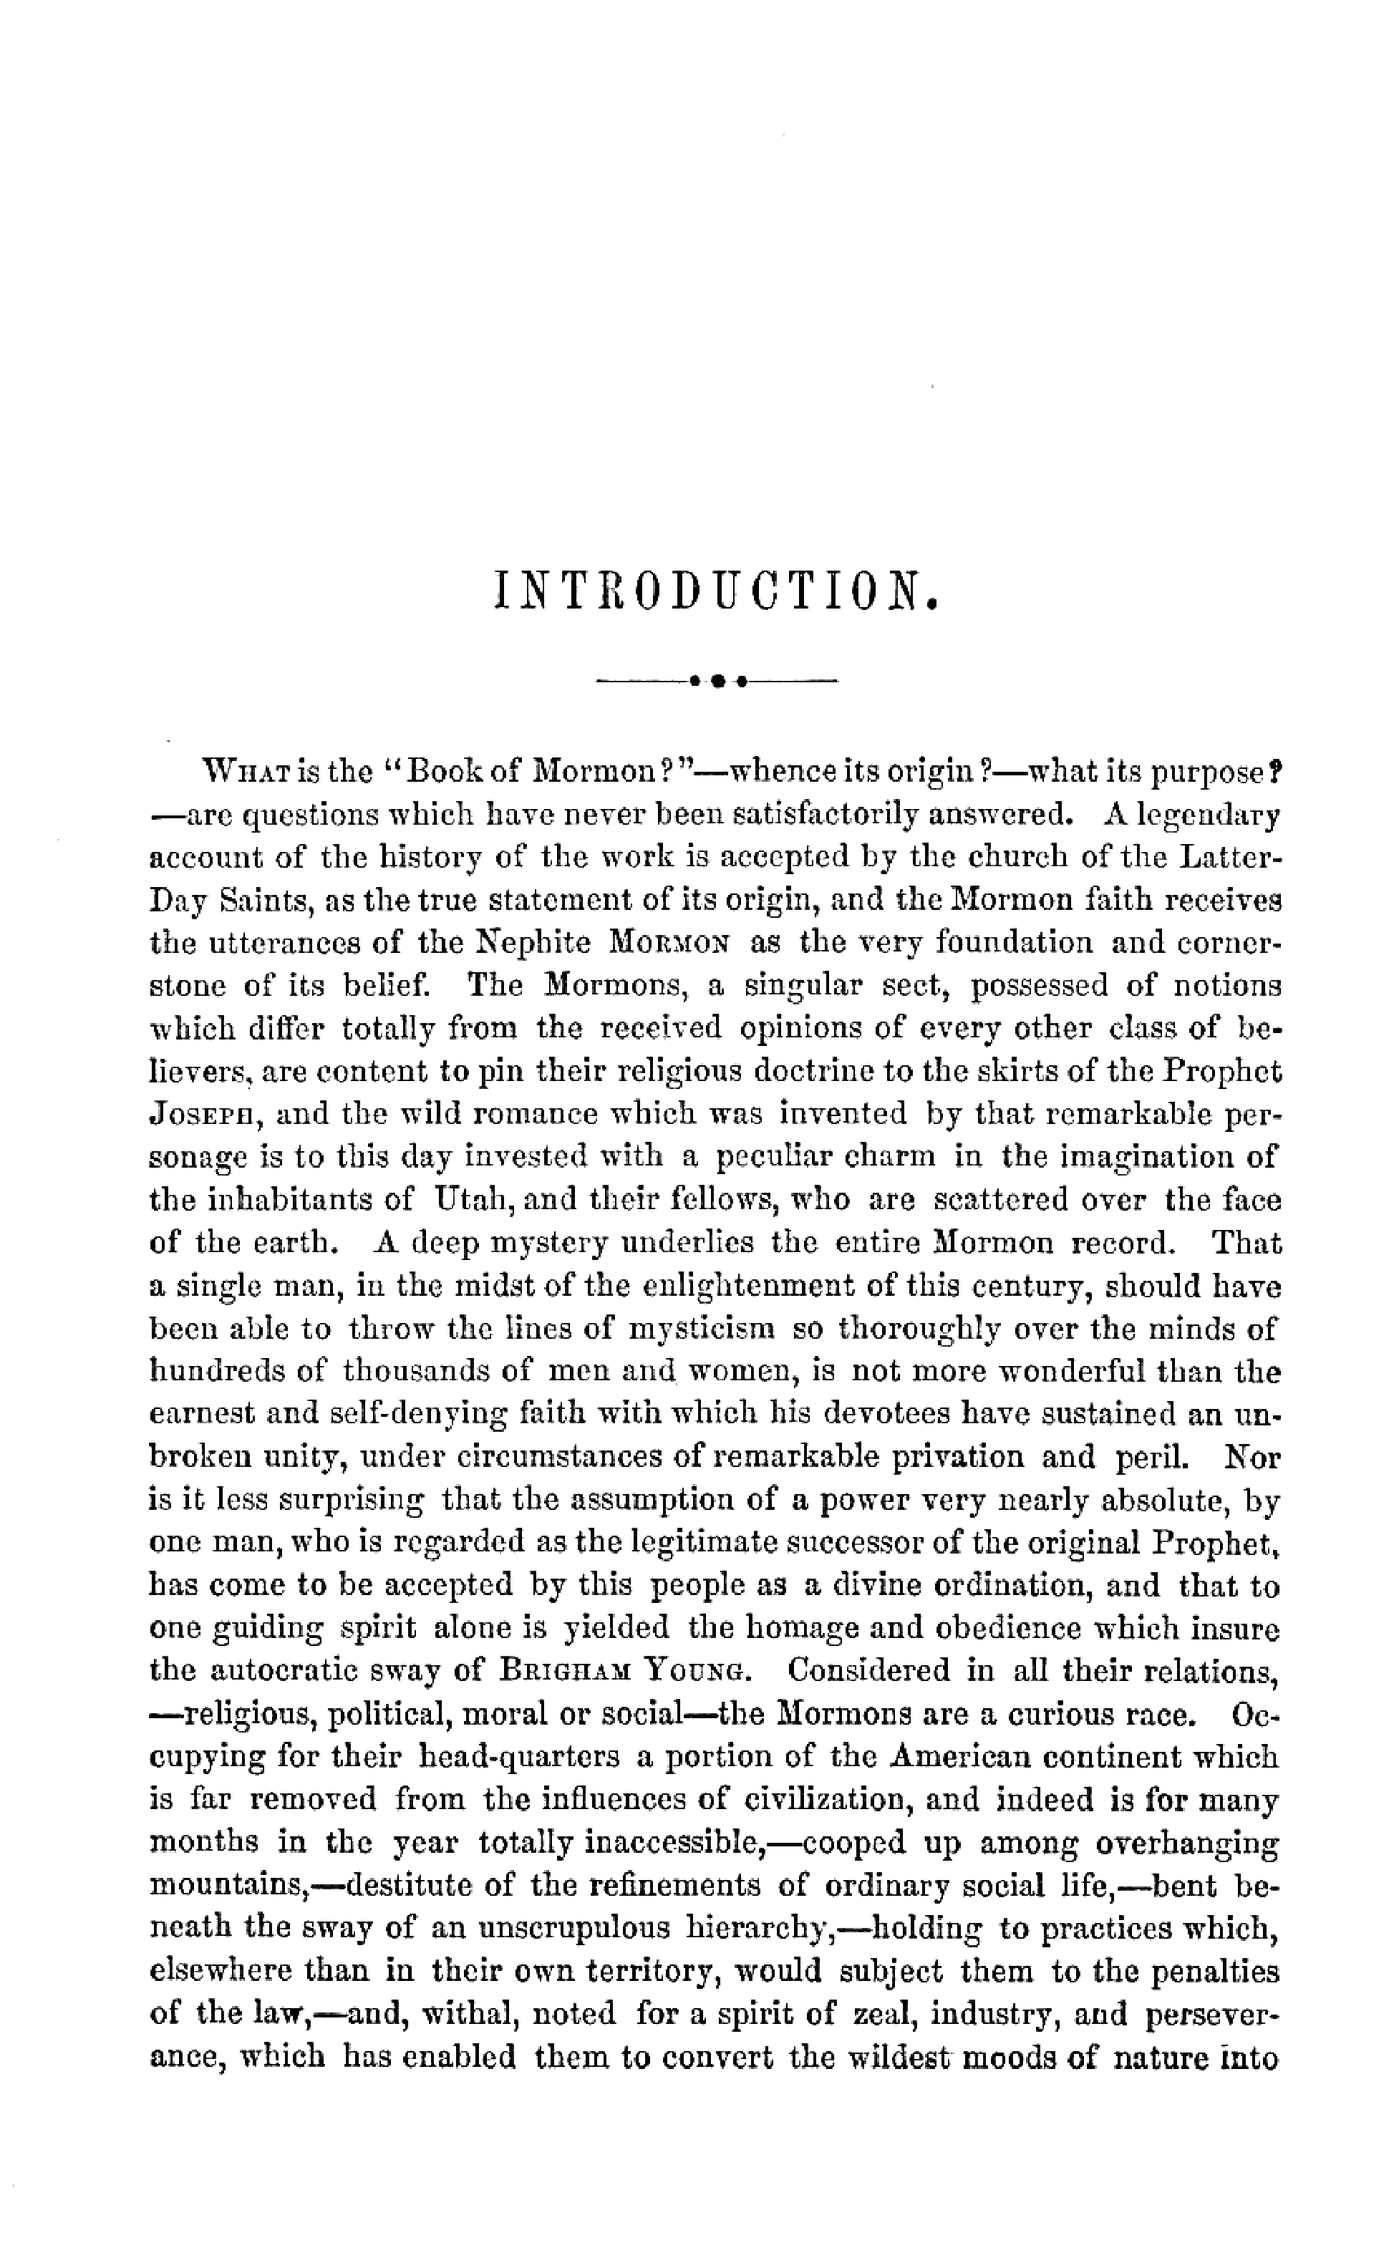 INTRODUCTION.
WHAT is the "Book of Mormon?"—whence its origin?—what its purpose?
—are questions which have never been satisfactorily answered. A legendary
account of the history of the work is accepted by the church of the Latter-
Day Saints, as the true statement of its origin, and the Mormon faith receives
the utterances of the Nephite MORMON as the very foundation and corner-
stone of its belief. The Mormons, a singular sect, possessed of notions
which differ totally from the received opinions of every other class of be-
lievers, are content to pin their religious doctrine to the skirts of the Prophet
JOSEPH, and the wild romance which was invented by that remarkable per-
sonage is to this day invested with a peculiar charm in the imagination of
the inhabitants of Utah, and their fellows, who are scattered over the face
of the earth. A deep mystery underlies the entire Mormon record. That
a single man, in the midst of the enlightenment of this century, should have
been able to throw the lines of mysticism so thoroughly over the minds of
hundreds of thousands of men and women, is not more wonderful than the
earnest and self-denying faith with which his devotees have sustained an un-
broken unity, under circumstances of remarkable privation and peril. Nor
is it less surprising that the assumption of a power very nearly absolute, by
one man, who is regarded as the legitimate successor of the original Prophet,
has come to be accepted by this people as a divine ordination, and that to
one guiding spirit alone is yielded the homage and obedience which insure
the autocratic sway of BRIGHAM YOUNG. Considered in all their relations,
—religious, political, moral or social—the Mormons are a curious race. Oc-
cupying for their head-quarters a portion of the American continent which
is far removed from the influences of civilization, and indeed is for many
months in the year totally inaccessible,—cooped up among overhanging
mountains,—destitute of the refinements of ordinary social life,—bent be-
neath the sway of an unscrupulous hierarchy,—holding to practices which,
elsewhere than in their own territory, would subject them to the penalties
of the law,—and, withal, noted for a spirit of zeal, industry, and persever-
ance, which has enabled them to convert the wildest moods of nature into